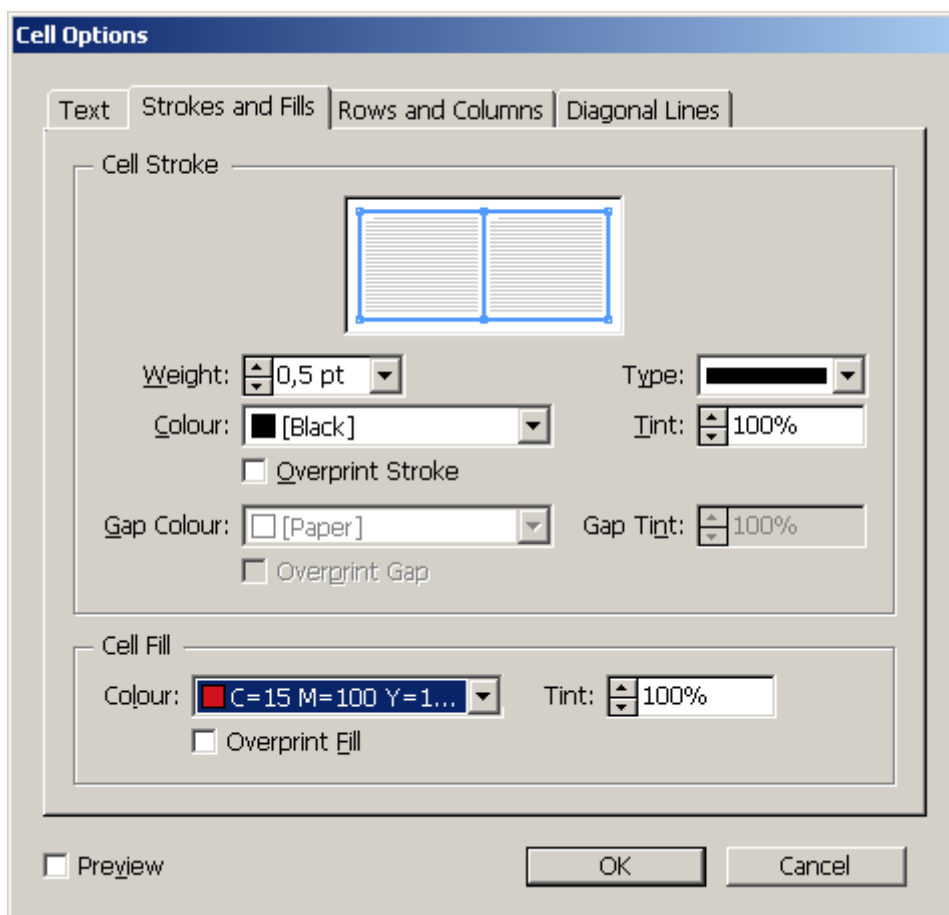 Cell Options
Text Strokes and Fills Rows and Columns Diagonal Lines
Cell Stroke
Weight: 0,5 pt Type:
Colour: [Black] Tint: 100%
Overprint Stroke
Gap Colour: [Paper] Gap Tint: 100%
Overprint Gap
Cell Fill
Colour: C=15 M=100 Y=1... Tint: 100%
Overprint Fill
Preview OK Cancel